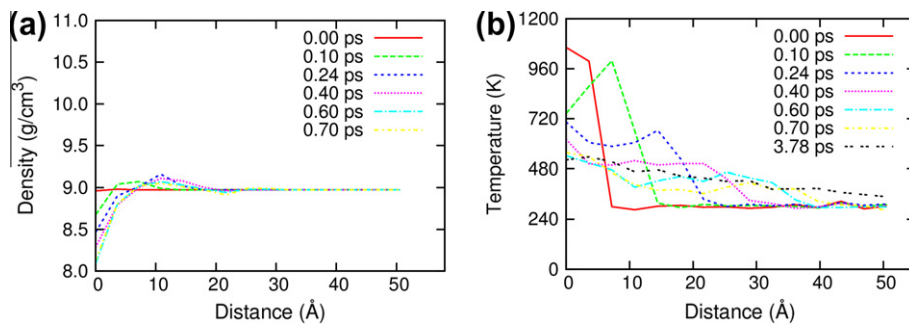 (a)
11.0
10.5
10.0
9.5
9.0
8.5
8.0
Density (g/cm³)
0 10 20 30 40 50
Distance (Å)
0.00 ps
0.10 ps
0.24 ps
0.40 ps
0.60 ps
0.70 ps
(b)
1200
960
720
480
240
0
Temperature (K)
0 10 20 30 40 50
Distance (Å)
0.00 ps
0.10 ps
0.24 ps
0.40 ps
0.60 ps
0.70 ps
3.78 ps